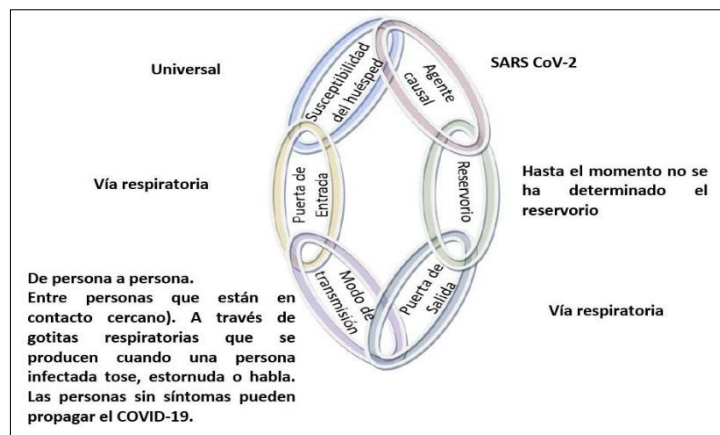 Universal
Susceptibilidad
del huésped
Agente
causal
SARS CoV-2
Vía respiratoria
Puerta de
Entrada
Reservorio
Hasta el momento no se
ha determinado el
reservorio
De persona a persona.
Entre personas que están en
contacto cercano). A través de
gotitas respiratorias que se
producen cuando una persona
infectada tose, estornuda o habla.
Las personas sin síntomas pueden
propagar el COVID-19.
Modo de
transmisión
Puerta de
Salida
Vía respiratoria